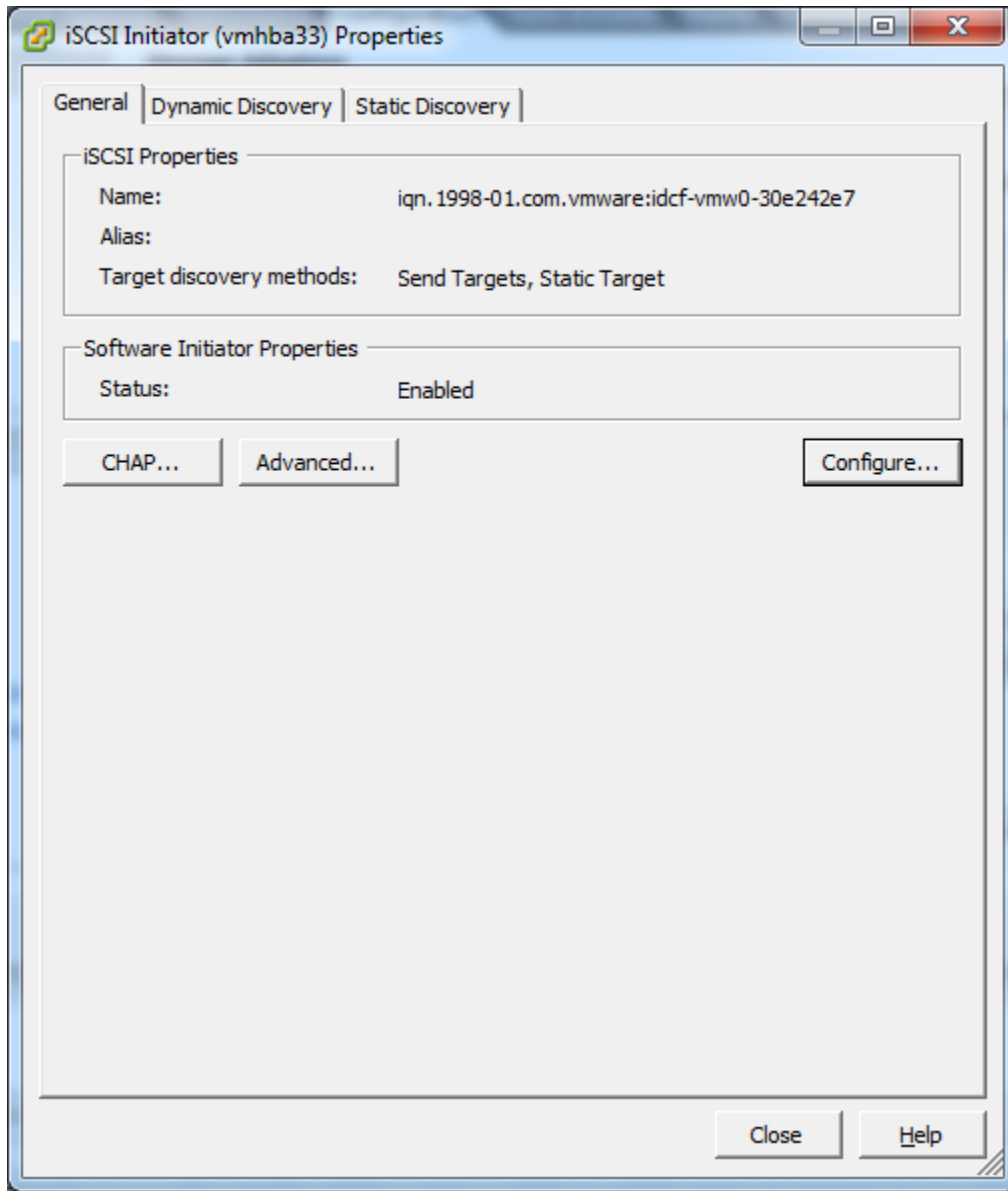 iSCSI Initiator (vmhba33) Properties
General Dynamic Discovery Static Discovery
iSCSI Properties
Name: iqn.1998-01.com.vmware:idcf-vmw0-30e242e7
Alias:
Target discovery methods: Send Targets, Static Target
Software Initiator Properties
Status: Enabled
CHAP... Advanced... Configure...
Close Help